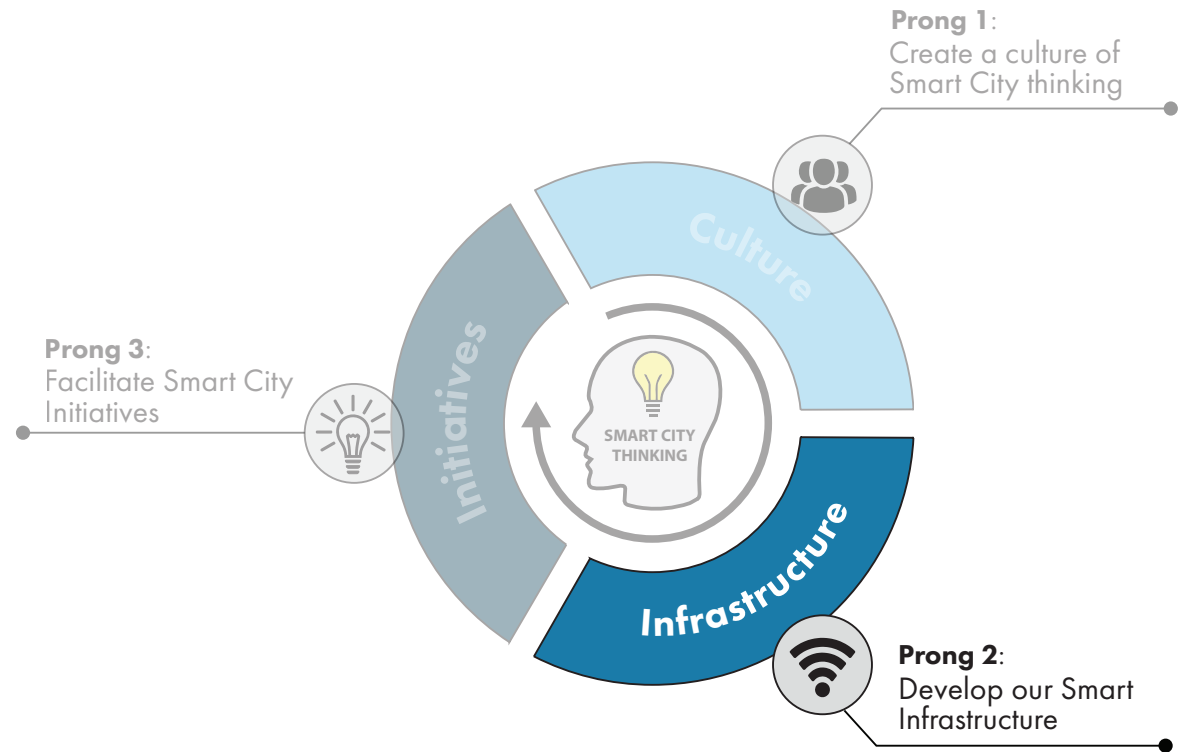 Prong 1:
Create a culture of
Smart City thinking
Culture
Prong 3:
Facilitate Smart City
Initiatives
Initiatives
SMART CITY
THINKING
Infrastructure
Prong 2:
Develop our Smart
Infrastructure